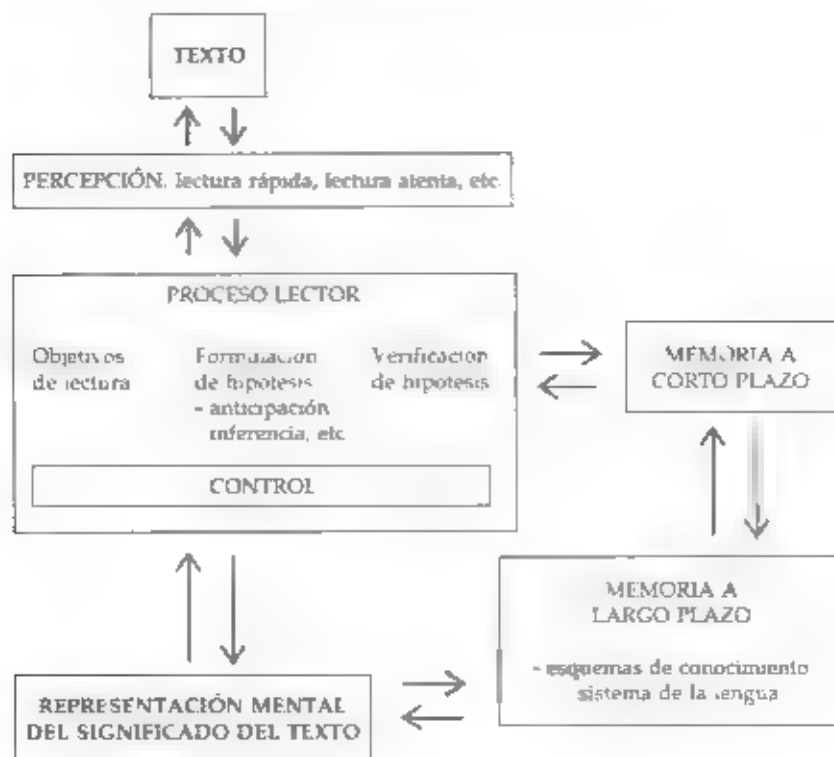 TEXTO
PERCEPCIÓN. lectura rápida, lectura atenta, etc.
PROCESO LECTOR
Objetivos
de lectura
Formulación
de hipótesis
- anticipación
inferencia, etc
Verificación
de hipótesis
CONTROL
MEMORIA A
CORTO PLAZO
MEMORIA A
LARGO PLAZO
- esquemas de conocimiento
sistema de la lengua
REPRESENTACIÓN MENTAL
DEL SIGNIFICADO DEL TEXTO